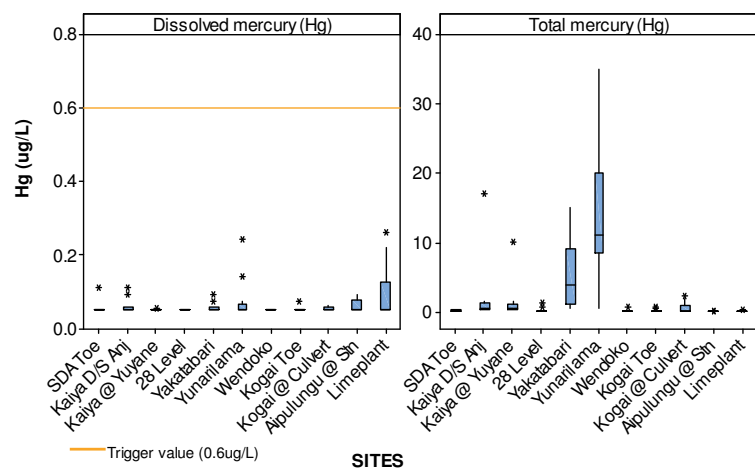 Dissolved mercury (Hg)
Total mercury (Hg)
Hg (ug/L)
0.8
0.6
0.4
0.2
0.0
40
30
20
10
0
SDA Toe
Kaiya D/S Anj
Kaiya @ Yuyane
28 Level
Yakatabari
Yunarilama
Wendoko
Kogai Toe
Kogai @ Culvert
Aipulungu @ Stn
Limeplant
SDA Toe
Kaiya D/S Anj
Kaiya @ Yuyane
28 Level
Yakatabari
Yunarilama
Wendoko
Kogai Toe
Kogai @ Culvert
Aipulungu @ Stn
Limeplant
Trigger value (0.6ug/L)
SITES